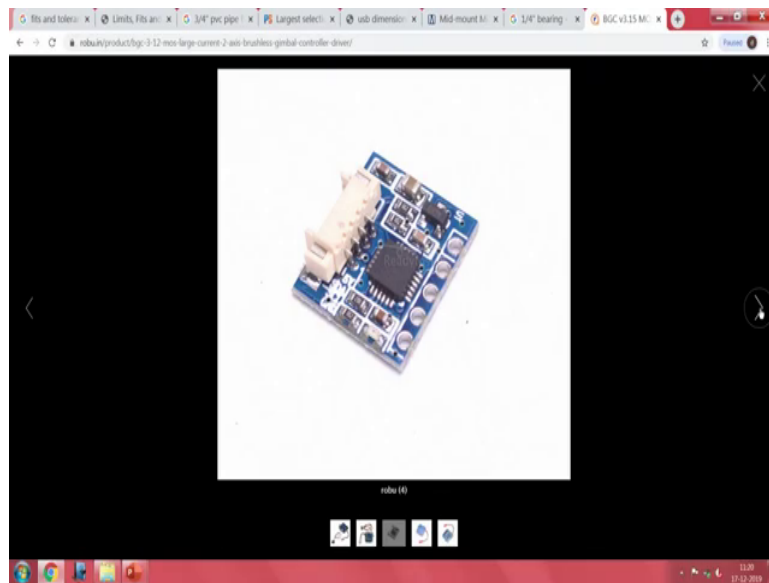 fits and tolera
Limits, Fits an
3/4" pvc pipe
Largest selecti
usb dimension
Mid-mount M
1/4" bearing
BGC v3.15 MO
robu.in/product/bgc-3-12-mos-large-current-2-axis-brushless-gimbal-controller-driver/
Paused
robu (4)
11:20
17-12-2019